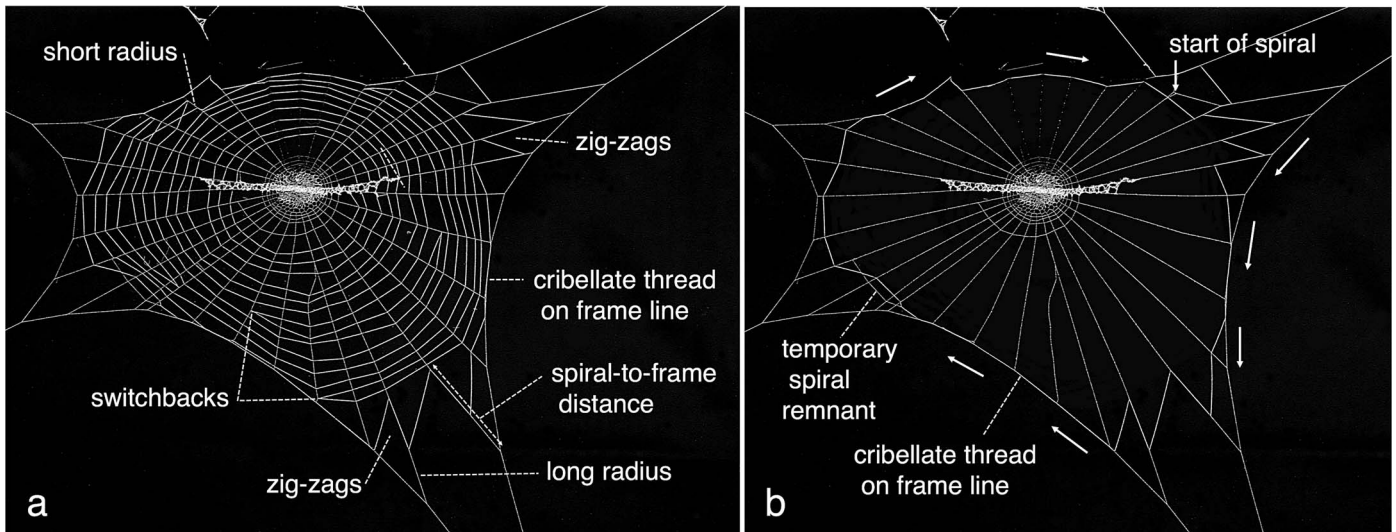 short radius
zig-zags
cribellate thread
on frame line
spiral-to-frame
distance
switchbacks
zig-zags
long radius
a
start of spiral
temporary
spiral
remnant
cribellate thread
on frame line
b